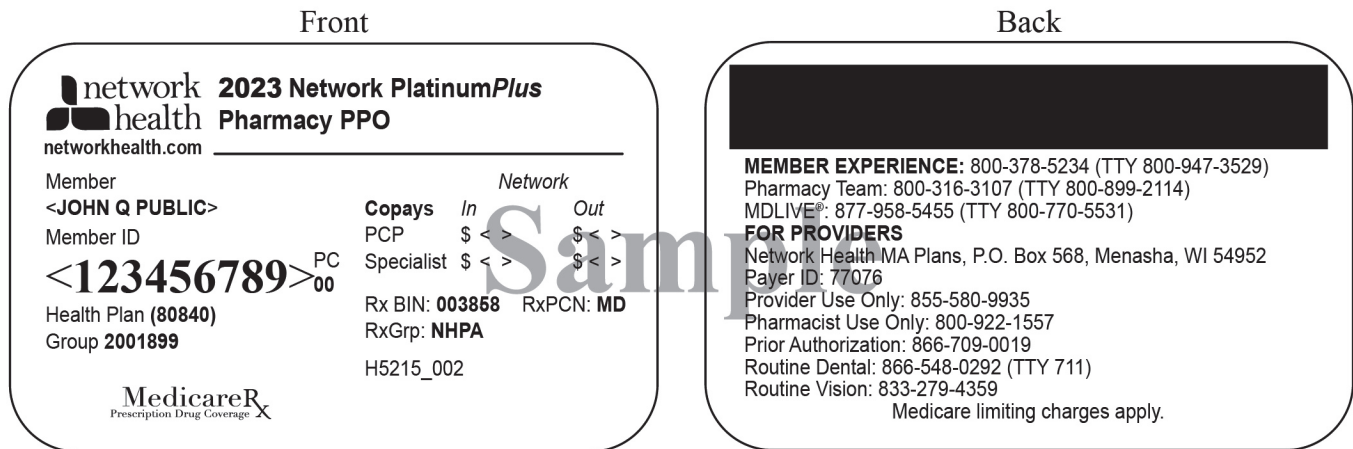 Front
network health
networkhealth.com
2023 Network PlatinumPlus
Pharmacy PPO
Member
<JOHN Q PUBLIC>
Member ID
<123456789> PC 00
Health Plan (80840)
Group 2001899
MedicareRx
Prescription Drug Coverage
Network
Copays In Out
PCP $ < > $ < >
Specialist $ < > $ < >
Rx BIN: 003858 RxPCN: MD
RxGrp: NHPA
H5215_002
Sample
Back
MEMBER EXPERIENCE: 800-378-5234 (TTY 800-947-3529)
Pharmacy Team: 800-316-3107 (TTY 800-899-2114)
MDLIVE®: 877-958-5455 (TTY 800-770-5531)
FOR PROVIDERS
Network Health MA Plans, P.O. Box 568, Menasha, WI 54952
Payer ID: 77076
Provider Use Only: 855-580-9935
Pharmacist Use Only: 800-922-1557
Prior Authorization: 866-709-0019
Routine Dental: 866-548-0292 (TTY 711)
Routine Vision: 833-279-4359
Medicare limiting charges apply.